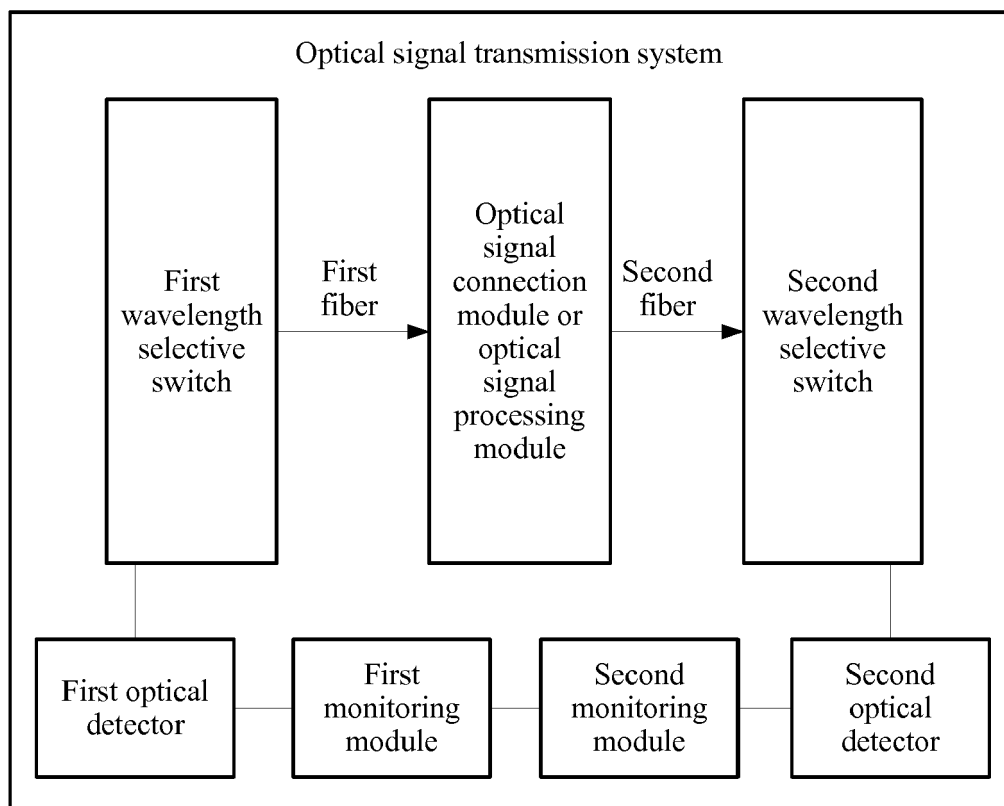 Optical signal transmission system
First
wavelength
selective
switch
First
fiber
Optical
signal
connection
module or
optical
signal
processing
module
Second
fiber
Second
wavelength
selective
switch
First optical
detector
First
monitoring
module
Second
monitoring
module
Second
optical
detector